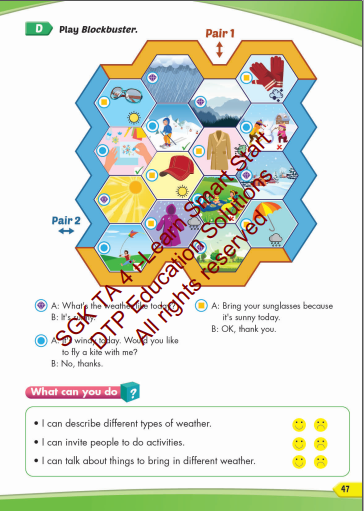 D Play Blockbuster.
Pair 1
Pair 2
A: What's the weather like today?
B: It's sunny.
A: It's windy today. Would you like
to fly a kite with me?
B: No, thanks.
A: Bring your sunglasses because
it's sunny today.
B: OK, thank you.
SGK TA 4 i-Learn Smart Start
DTP Education Solutions
All rights reserved
What can you do ?
• I can describe different types of weather.
• I can invite people to do activities.
• I can talk about things to bring in different weather.
47